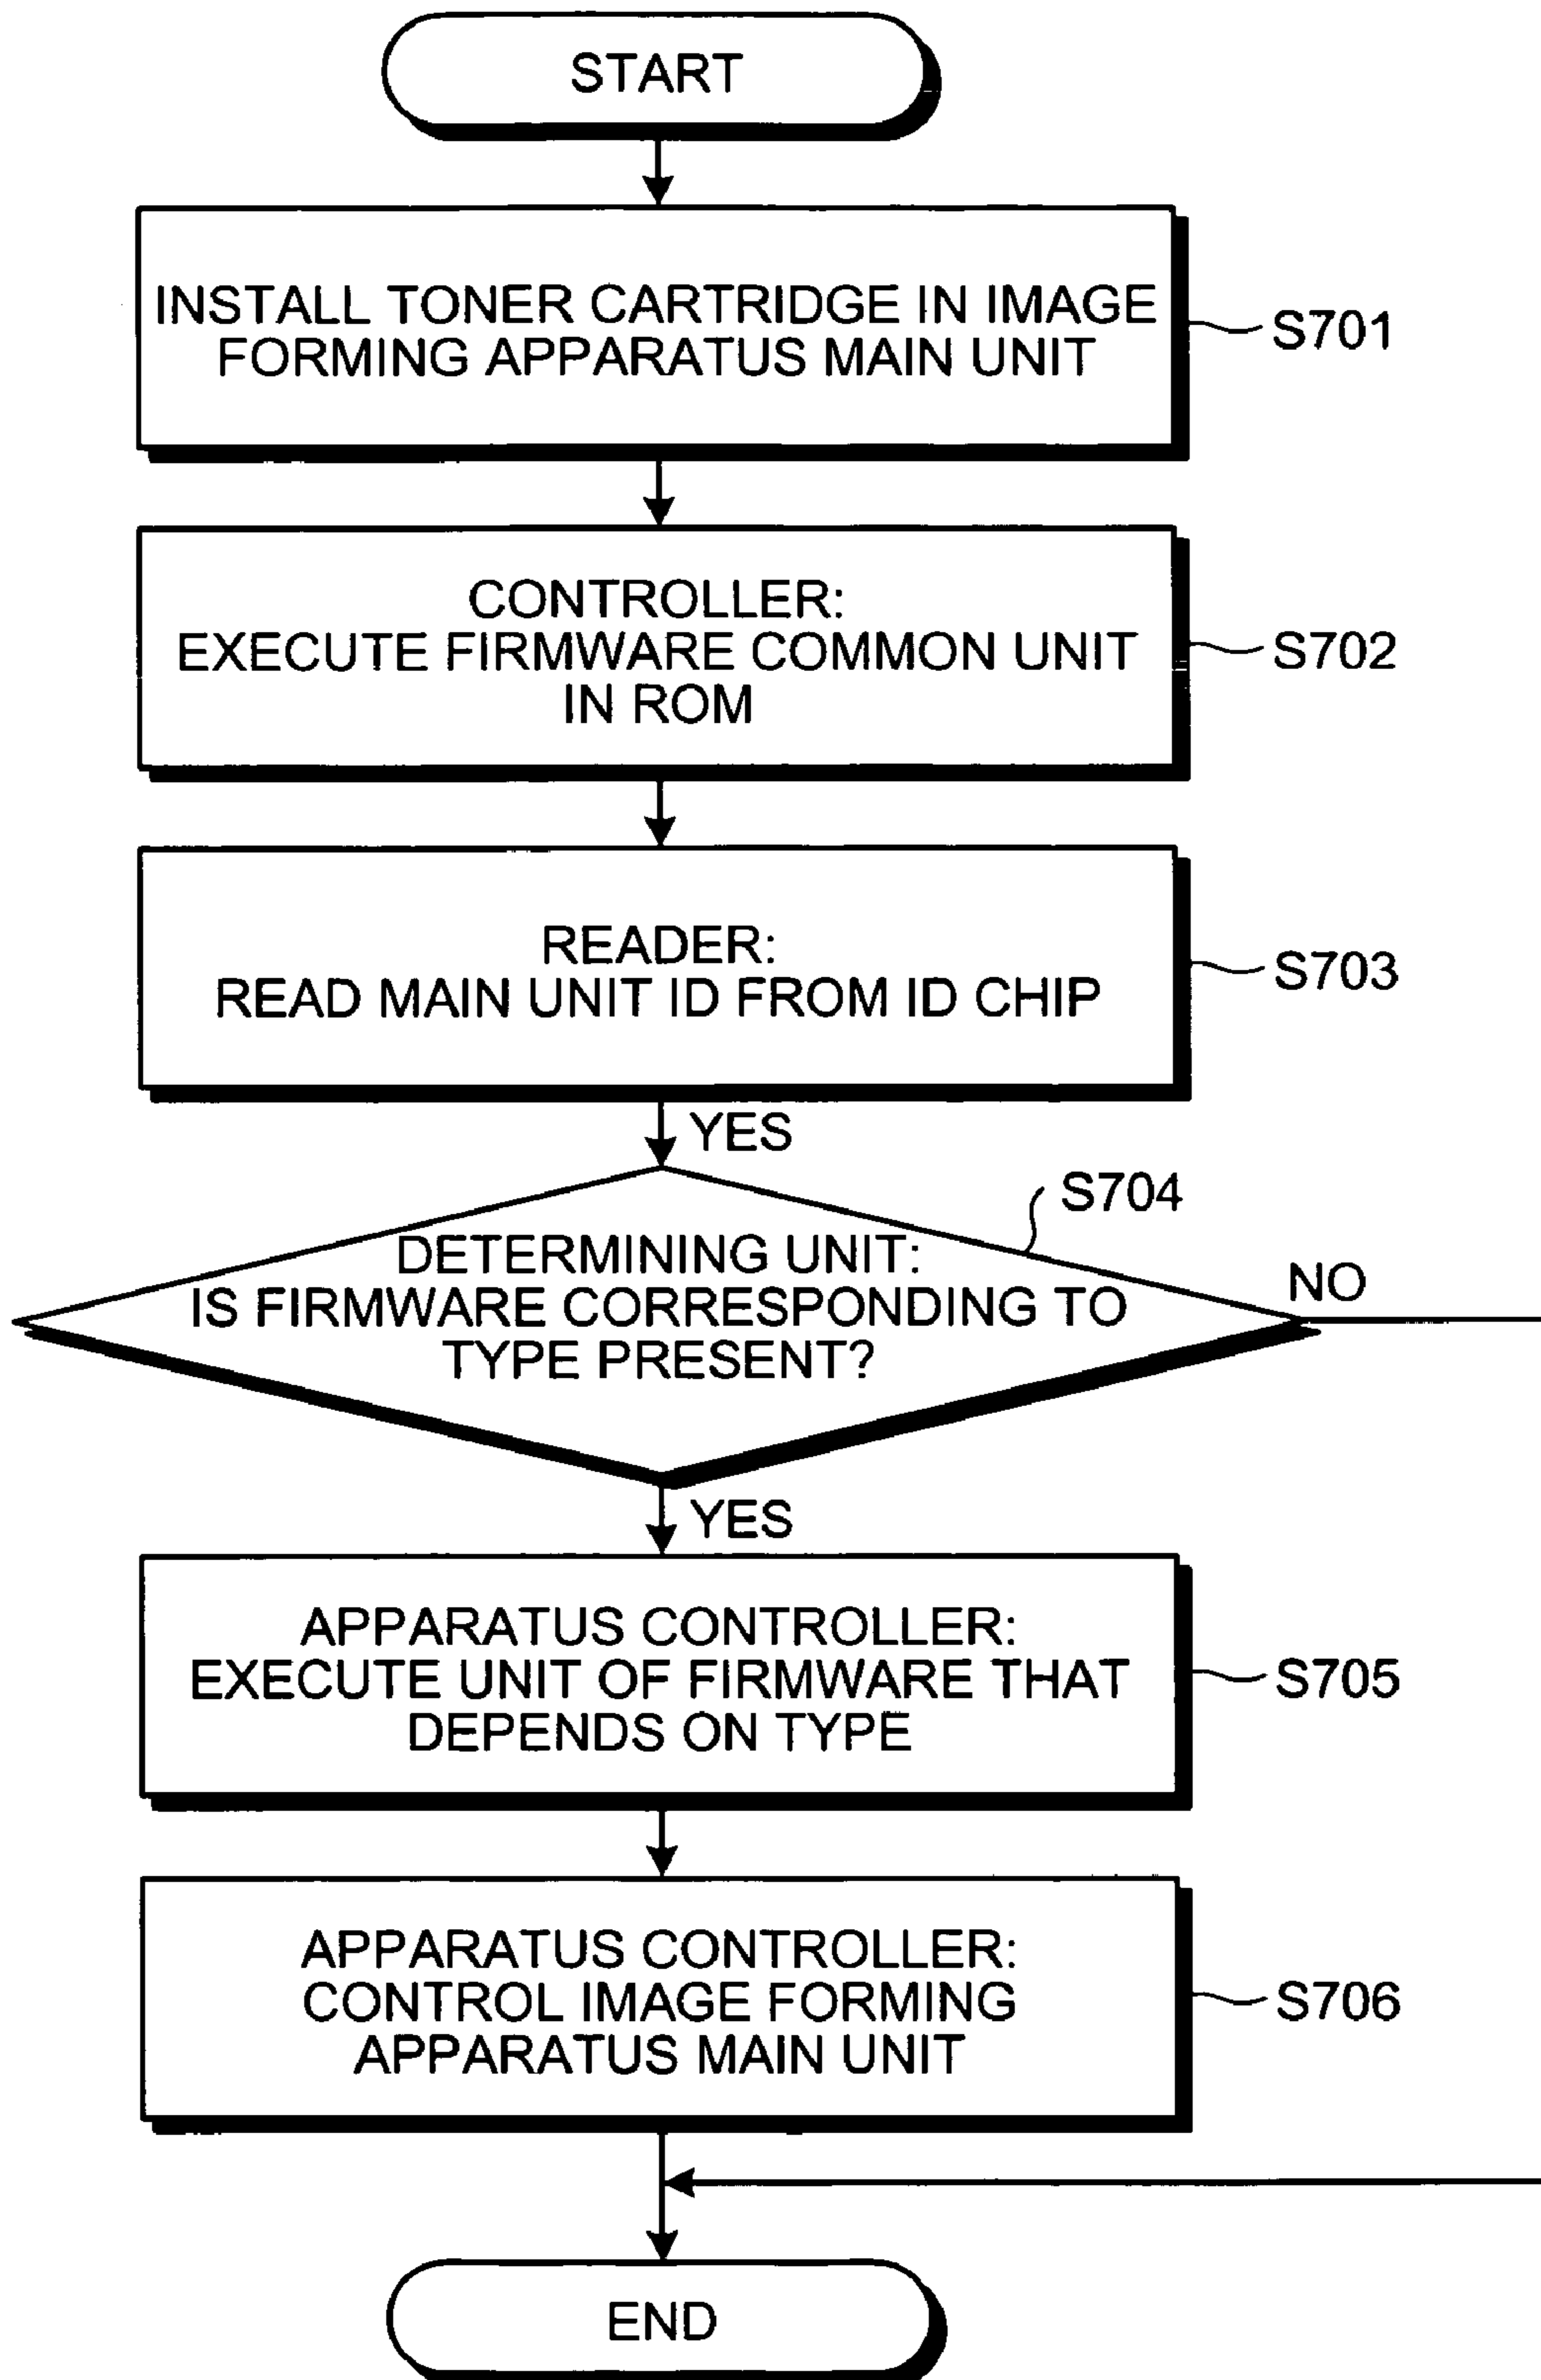 START
INSTALL TONER CARTRIDGE IN IMAGE
FORMING APPARATUS MAIN UNIT
S701
CONTROLLER:
EXECUTE FIRMWARE COMMON UNIT
IN ROM
S702
READER:
READ MAIN UNIT ID FROM ID CHIP
S703
YES
S704
DETERMINING UNIT:
IS FIRMWARE CORRESPONDING TO
TYPE PRESENT?
NO
YES
APPARATUS CONTROLLER:
EXECUTE UNIT OF FIRMWARE THAT
DEPENDS ON TYPE
S705
APPARATUS CONTROLLER:
CONTROL IMAGE FORMING
APPARATUS MAIN UNIT
S706
END